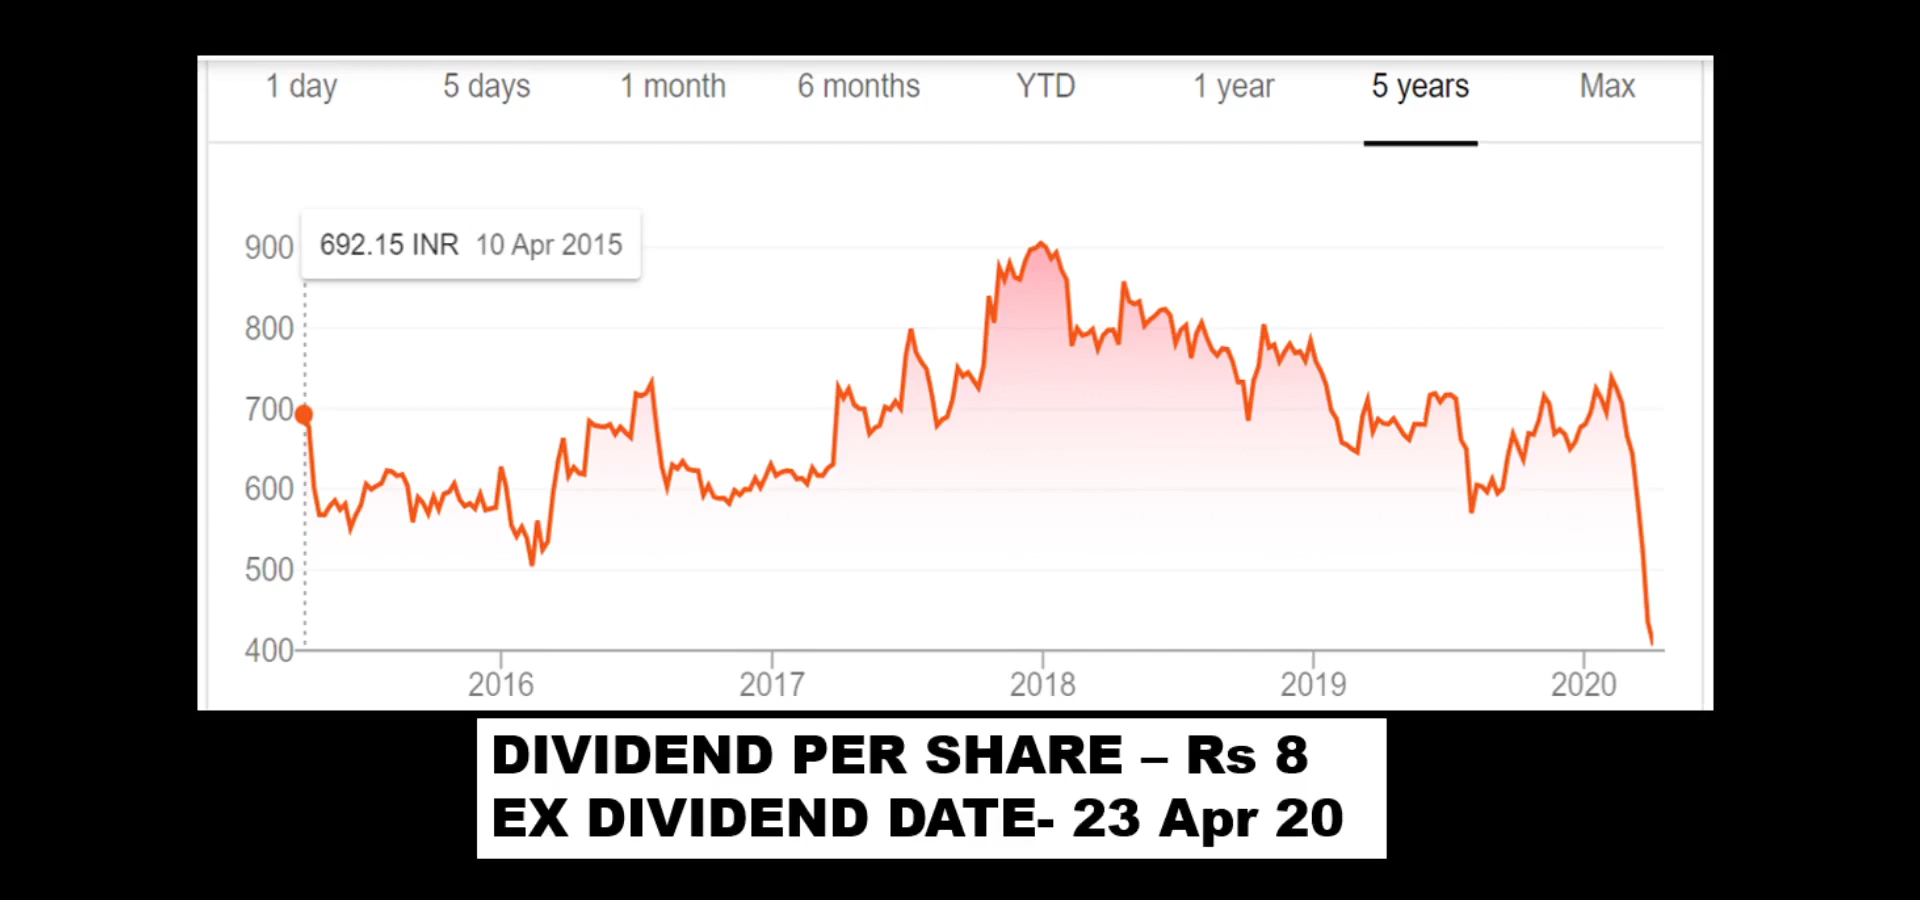 1 day 5 days 1 month 6 months YTD 1 year 5 years Max
692.15 INR 10 Apr 2015
900
800
700
600
500
400
2016 2017 2018 2019 2020
DIVIDEND PER SHARE – Rs 8
EX DIVIDEND DATE- 23 Apr 20